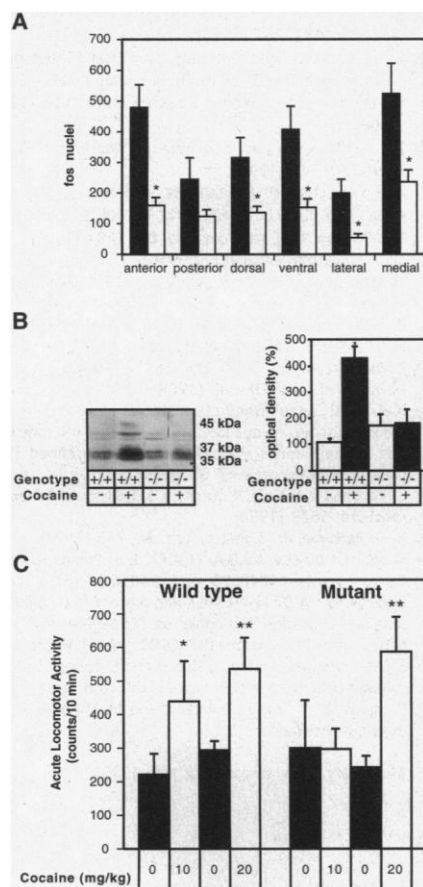 A
700
600
500
400
300
200
100
0
fos nuclei
* * * * *
anterior posterior dorsal ventral lateral medial
B
45 kDa
37 kDa
35 kDa
Genotype +/+ +/+ -/- -/-
Cocaine - + - +
500
400
300
200
100
0
optical density (%)
*
Genotype +/+ +/+ -/- -/-
Cocaine - + - +
C
Wild type Mutant
800
700
600
500
400
300
200
100
0
Acute Locomotor Activity
(counts/10 min)
* ** **
Cocaine (mg/kg) 0 10 0 20 0 10 0 20